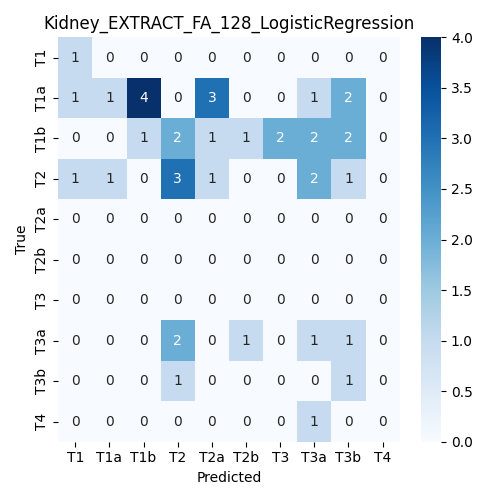 Kidney_EXTRACT_FA_128_LogisticRegression
T1 1 0 0 0 0 0 0 0 0 0
T1a 1 1 4 0 3 0 0 1 2 0
T1b 0 0 1 2 1 1 2 2 2 0
T2 1 1 0 3 1 0 0 2 1 0
T2a 0 0 0 0 0 0 0 0 0 0
T2b 0 0 0 0 0 0 0 0 0 0
T3 0 0 0 0 0 0 0 0 0 0
T3a 0 0 0 2 0 1 0 1 1 0
T3b 0 0 0 1 0 0 0 0 1 0
T4 0 0 0 0 0 0 0 1 0 0
T1 T1a T1b T2 T2a T2b T3 T3a T3b T4
Predicted
True
4.0
3.5
3.0
2.5
2.0
1.5
1.0
0.5
0.0